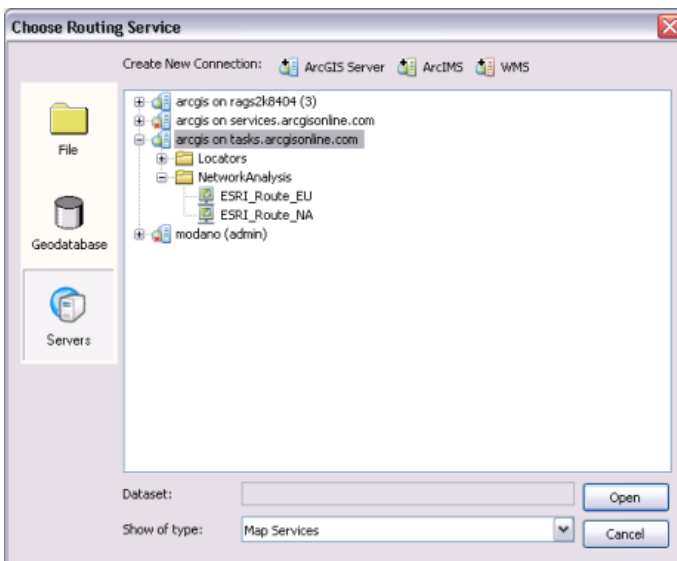 Choose Routing Service
Create New Connection: ArcGIS Server ArcIMS WMS
File
Geodatabase
Servers
arcgis on rags2k8404 (3)
arcgis on services.arcgisonline.com
arcgis on tasks.arcgisonline.com
Locators
NetworkAnalysis
ESRI_Route_EU
ESRI_Route_NA
modano (admin)
Dataset:
Open
Show of type: Map Services
Cancel